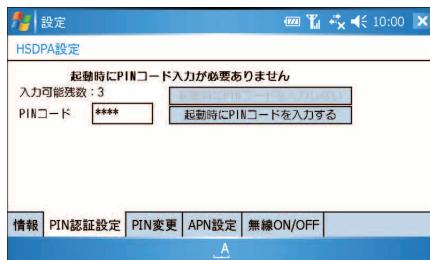 設定 10:00
HSDPA設定
起動時にPINコード入力が必要ありません
入力可能残数:3
PINコード **** 起動時にPINコードを入力する
情報 PIN認証設定 PIN変更 APN設定 無線ON/OFF
A